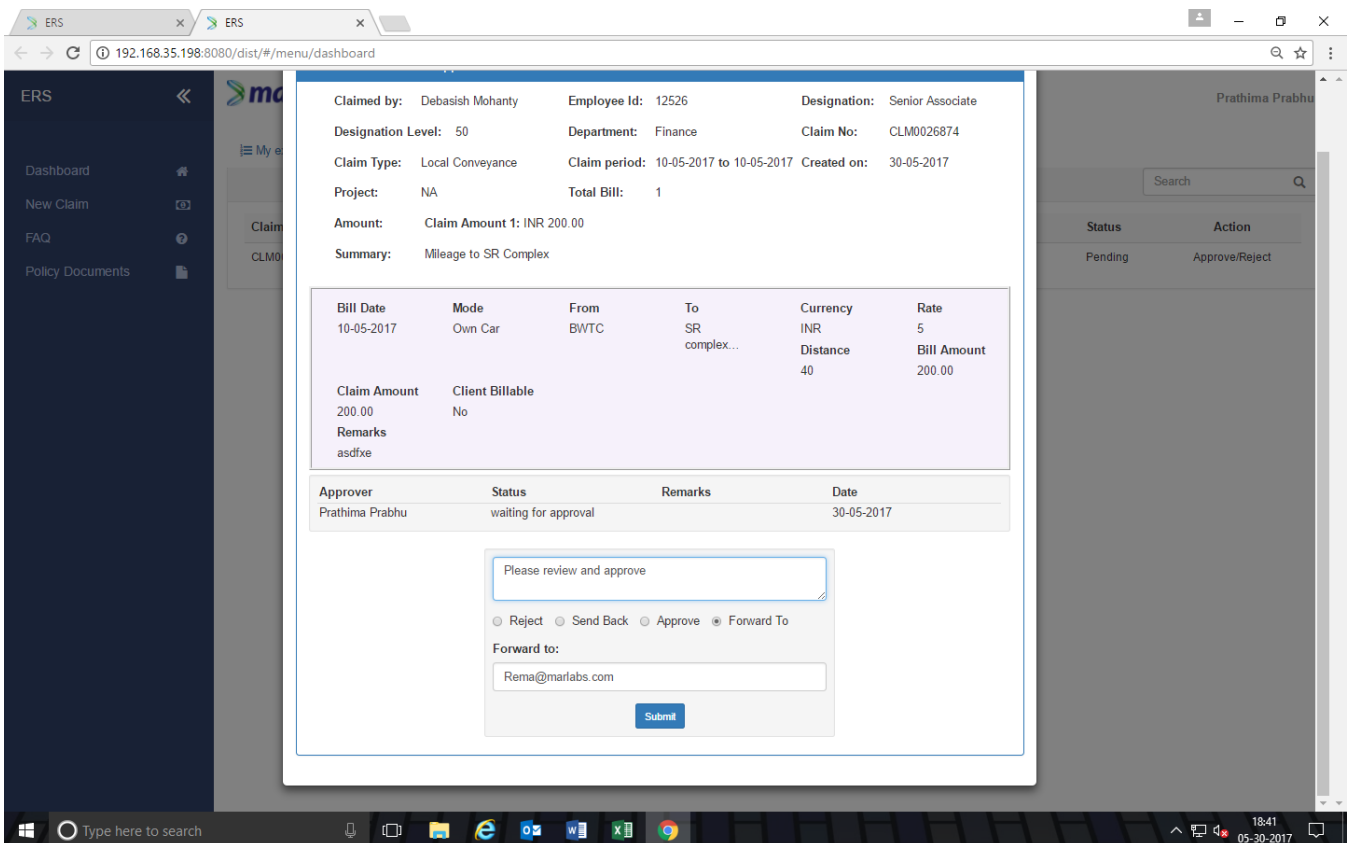 ERS
ERS
192.168.35.198:8080/dist/#/menu/dashboard
ERS
Prathima Prabhu
Dashboard
New Claim
FAQ
Policy Documents
My
Search
Claim
Status
Action
Pending
Approve/Reject
Claimed by: Debasish Mohanty Employee Id: 12526 Designation: Senior Associate
Designation Level: 50 Department: Finance Claim No: CLM0026874
Claim Type: Local Conveyance Claim period: 10-05-2017 to 10-05-2017 Created on: 30-05-2017
Project: NA Total Bill: 1
Amount: Claim Amount 1: INR 200.00
Summary: Mileage to SR Complex
Bill Date Mode From To Currency Rate
10-05-2017 Own Car BWTC SR INR 5
complex... Distance Bill Amount
40 200.00
Claim Amount Client Billable
200.00 No
Remarks
asdfxe
Approver Status Remarks Date
Prathima Prabhu waiting for approval 30-05-2017
Please review and approve
Reject Send Back Approve Forward To
Forward to:
Rema@marlabs.com
Submit
Type here to search
18:41
05-30-2017